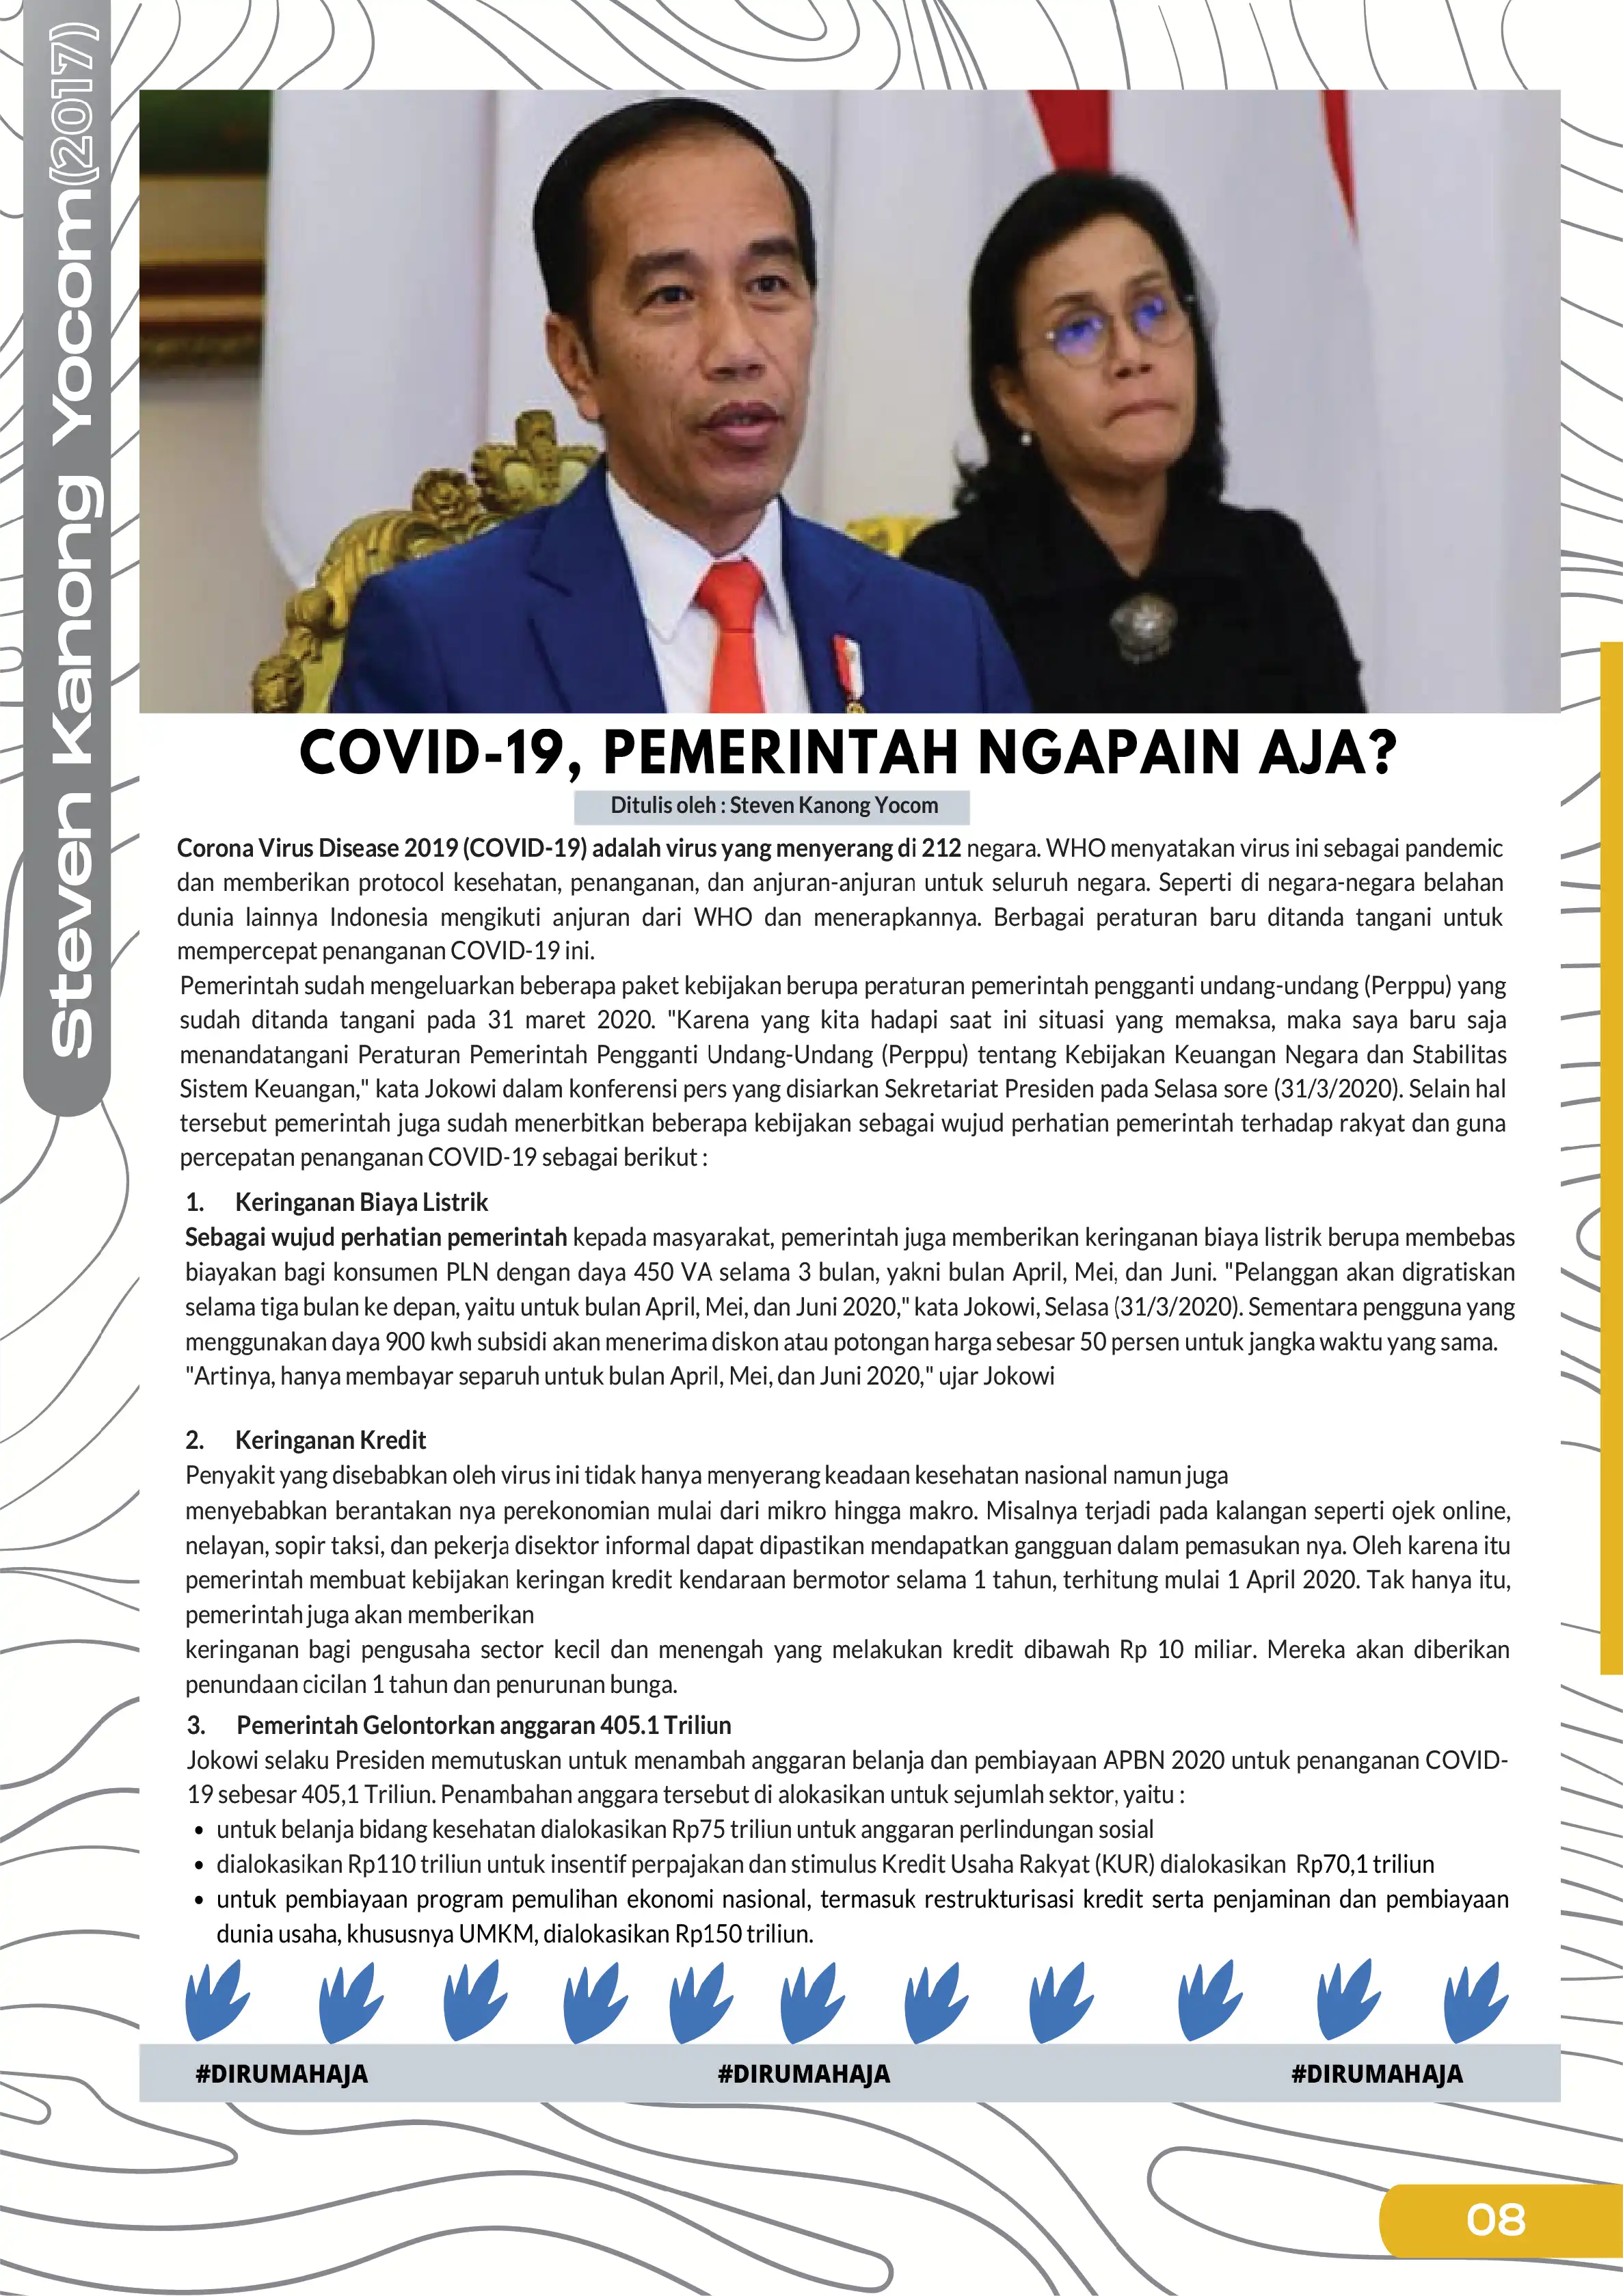 Steven Kanong Yocom(2017)
COVID-19, PEMERINTAH NGAPAIN AJA?
Ditulis oleh : Steven Kanong Yocom
Corona Virus Disease 2019 (COVID-19) adalah virus yang menyerang di 212 negara. WHO menyatakan virus ini sebagai pandemic
dan memberikan protocol kesehatan, penanganan, dan anjuran-anjuran untuk seluruh negara. Seperti di negara-negara belahan
dunia lainnya Indonesia mengikuti anjuran dari WHO dan menerapkannya. Berbagai peraturan baru ditanda tangani untuk
mempercepat penanganan COVID-19 ini.
Pemerintah sudah mengeluarkan beberapa paket kebijakan berupa peraturan pemerintah pengganti undang-undang (Perppu) yang
sudah ditanda tangani pada 31 maret 2020. "Karena yang kita hadapi saat ini situasi yang memaksa, maka saya baru saja
menandatangani Peraturan Pemerintah Pengganti Undang-Undang (Perppu) tentang Kebijakan Keuangan Negara dan Stabilitas
Sistem Keuangan," kata Jokowi dalam konferensi pers yang disiarkan Sekretariat Presiden pada Selasa sore (31/3/2020). Selain hal
tersebut pemerintah juga sudah menerbitkan beberapa kebijakan sebagai wujud perhatian pemerintah terhadap rakyat dan guna
percepatan penanganan COVID-19 sebagai berikut :
1. Keringanan Biaya Listrik
Sebagai wujud perhatian pemerintah kepada masyarakat, pemerintah juga memberikan keringanan biaya listrik berupa membebas
biayakan bagi konsumen PLN dengan daya 450 VA selama 3 bulan, yakni bulan April, Mei, dan Juni. "Pelanggan akan digratiskan
selama tiga bulan ke depan, yaitu untuk bulan April, Mei, dan Juni 2020," kata Jokowi, Selasa (31/3/2020). Sementara pengguna yang
menggunakan daya 900 kwh subsidi akan menerima diskon atau potongan harga sebesar 50 persen untuk jangka waktu yang sama.
"Artinya, hanya membayar separuh untuk bulan April, Mei, dan Juni 2020," ujar Jokowi
2. Keringanan Kredit
Penyakit yang disebabkan oleh virus ini tidak hanya menyerang keadaan kesehatan nasional namun juga
menyebabkan berantakan nya perekonomian mulai dari mikro hingga makro. Misalnya terjadi pada kalangan seperti ojek online,
nelayan, sopir taksi, dan pekerja disektor informal dapat dipastikan mendapatkan gangguan dalam pemasukan nya. Oleh karena itu
pemerintah membuat kebijakan keringan kredit kendaraan bermotor selama 1 tahun, terhitung mulai 1 April 2020. Tak hanya itu,
pemerintah juga akan memberikan
keringanan bagi pengusaha sector kecil dan menengah yang melakukan kredit dibawah Rp 10 miliar. Mereka akan diberikan
penundaan cicilan 1 tahun dan penurunan bunga.
3. Pemerintah Gelontorkan anggaran 405.1 Triliun
Jokowi selaku Presiden memutuskan untuk menambah anggaran belanja dan pembiayaan APBN 2020 untuk penanganan COVID-
19 sebesar 405,1 Triliun. Penambahan anggara tersebut di alokasikan untuk sejumlah sektor, yaitu :
• untuk belanja bidang kesehatan dialokasikan Rp75 triliun untuk anggaran perlindungan sosial
• dialokasikan Rp110 triliun untuk insentif perpajakan dan stimulus Kredit Usaha Rakyat (KUR) dialokasikan Rp70,1 triliun
• untuk pembiayaan program pemulihan ekonomi nasional, termasuk restrukturisasi kredit serta penjaminan dan pembiayaan
dunia usaha, khususnya UMKM, dialokasikan Rp150 triliun.
#DIRUMAHAJA #DIRUMAHAJA #DIRUMAHAJA
08